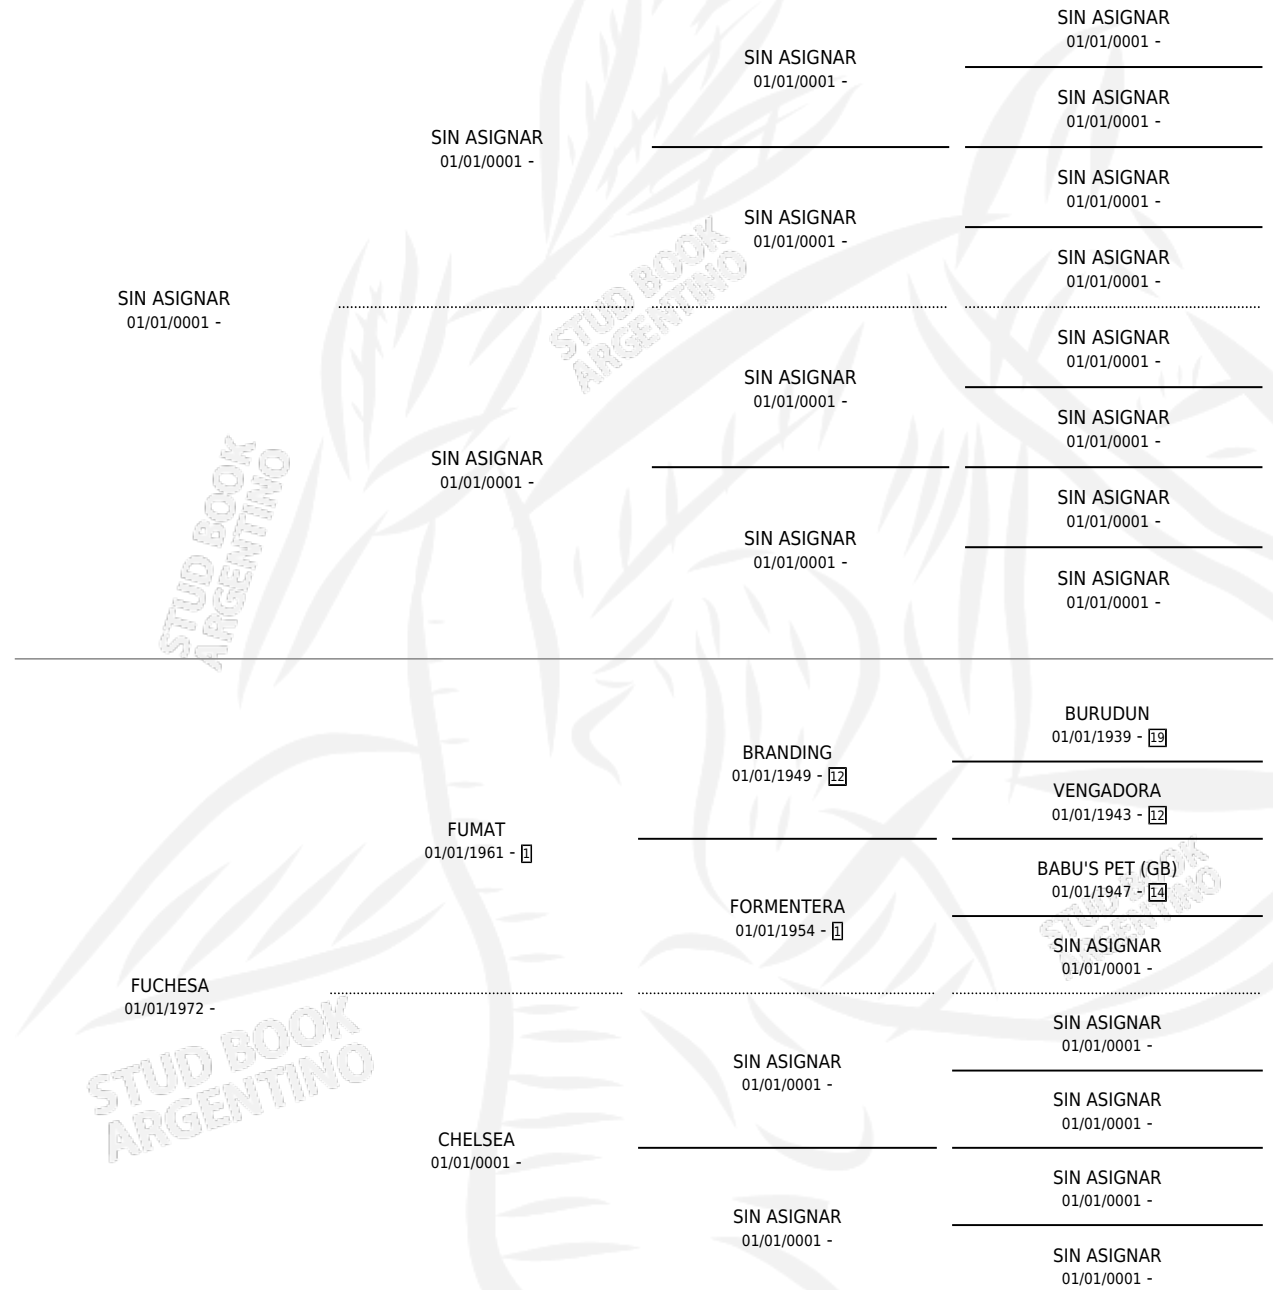 SIN ASIGNAR
01/01/0001 -
SIN ASIGNAR
01/01/0001 -
SIN ASIGNAR
01/01/0001 -
SIN ASIGNAR
01/01/0001 -
SIN ASIGNAR
01/01/0001 -
SIN ASIGNAR
01/01/0001 -
SIN ASIGNAR
01/01/0001 -
SIN ASIGNAR
01/01/0001 -
SIN ASIGNAR
01/01/0001 -
SIN ASIGNAR
01/01/0001 -
SIN ASIGNAR
01/01/0001 -
SIN ASIGNAR
01/01/0001 -
SIN ASIGNAR
01/01/0001 -
SIN ASIGNAR
01/01/0001 -
SIN ASIGNAR
01/01/0001 -
STUD BOOK
ARGENTINO
STUD BOOK
ARGENTINO
BURUDUN
01/01/1939 - 19
BRANDING
01/01/1949 - 12
VENGADORA
01/01/1943 - 12
FUMAT
01/01/1961 - 1
BABU'S PET (GB)
01/01/1947 - 14
FORMENTERA
01/01/1954 - 1
SIN ASIGNAR
01/01/0001 -
STUD BOOK
ARGENTINO
FUCHESA
01/01/1972 -
SIN ASIGNAR
01/01/0001 -
SIN ASIGNAR
01/01/0001 -
SIN ASIGNAR
01/01/0001 -
CHELSEA
01/01/0001 -
SIN ASIGNAR
01/01/0001 -
SIN ASIGNAR
01/01/0001 -
SIN ASIGNAR
01/01/0001 -
STUD BOOK
ARGENTINO